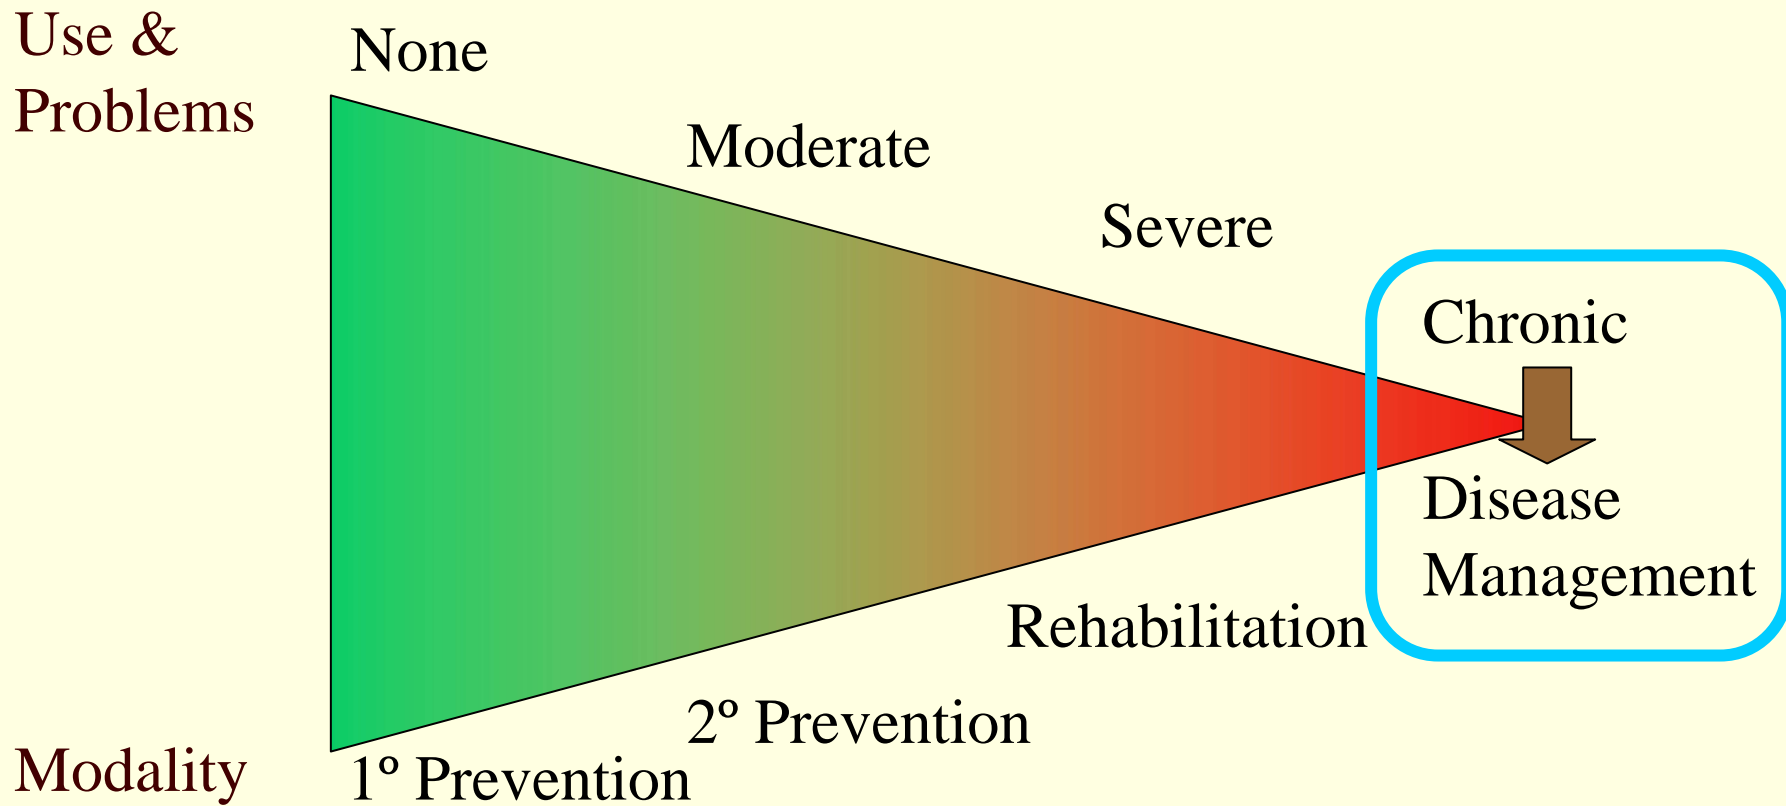 Use &
Problems
None
Moderate
Severe
Chronic
Disease
Management
Rehabilitation
2º Prevention
1º Prevention
Modality